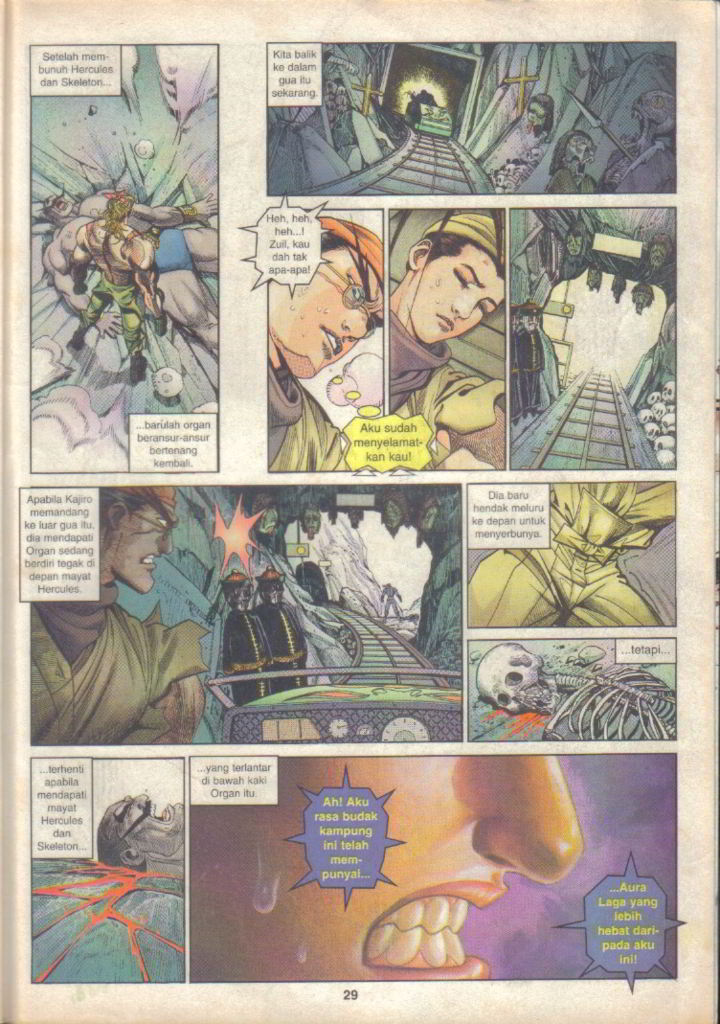 Setelah mem-
bunuh Hercules
dan Skeleton...
...barulah organ
beransur-ansur
bertenang
kembali.
Kita balik
ke dalam
gua itu
sekarang.
Heh, heh,
heh...!
Zuil, kau
dah tak
apa-apa!
Aku sudah
menyelamat-
kan kau!
Apabila Kajiro
memandang
ke luar gua itu,
dia mendapati
Organ sedang
berdiri tegak di
depan mayat
Hercules.
Dia baru
hendak meluru
ke depan untuk
menyerbunya.
...tetapi...
...terhenti
apabila
mendapati
mayat
Hercules
dan
Skeleton...
...yang terlantar
di bawah kaki
Organ itu.
Ah! Aku
rasa budak
kampung
ini telah
mem-
punyai...
...Aura
Laga yang
lebih
hebat dari-
pada aku
ini!
29